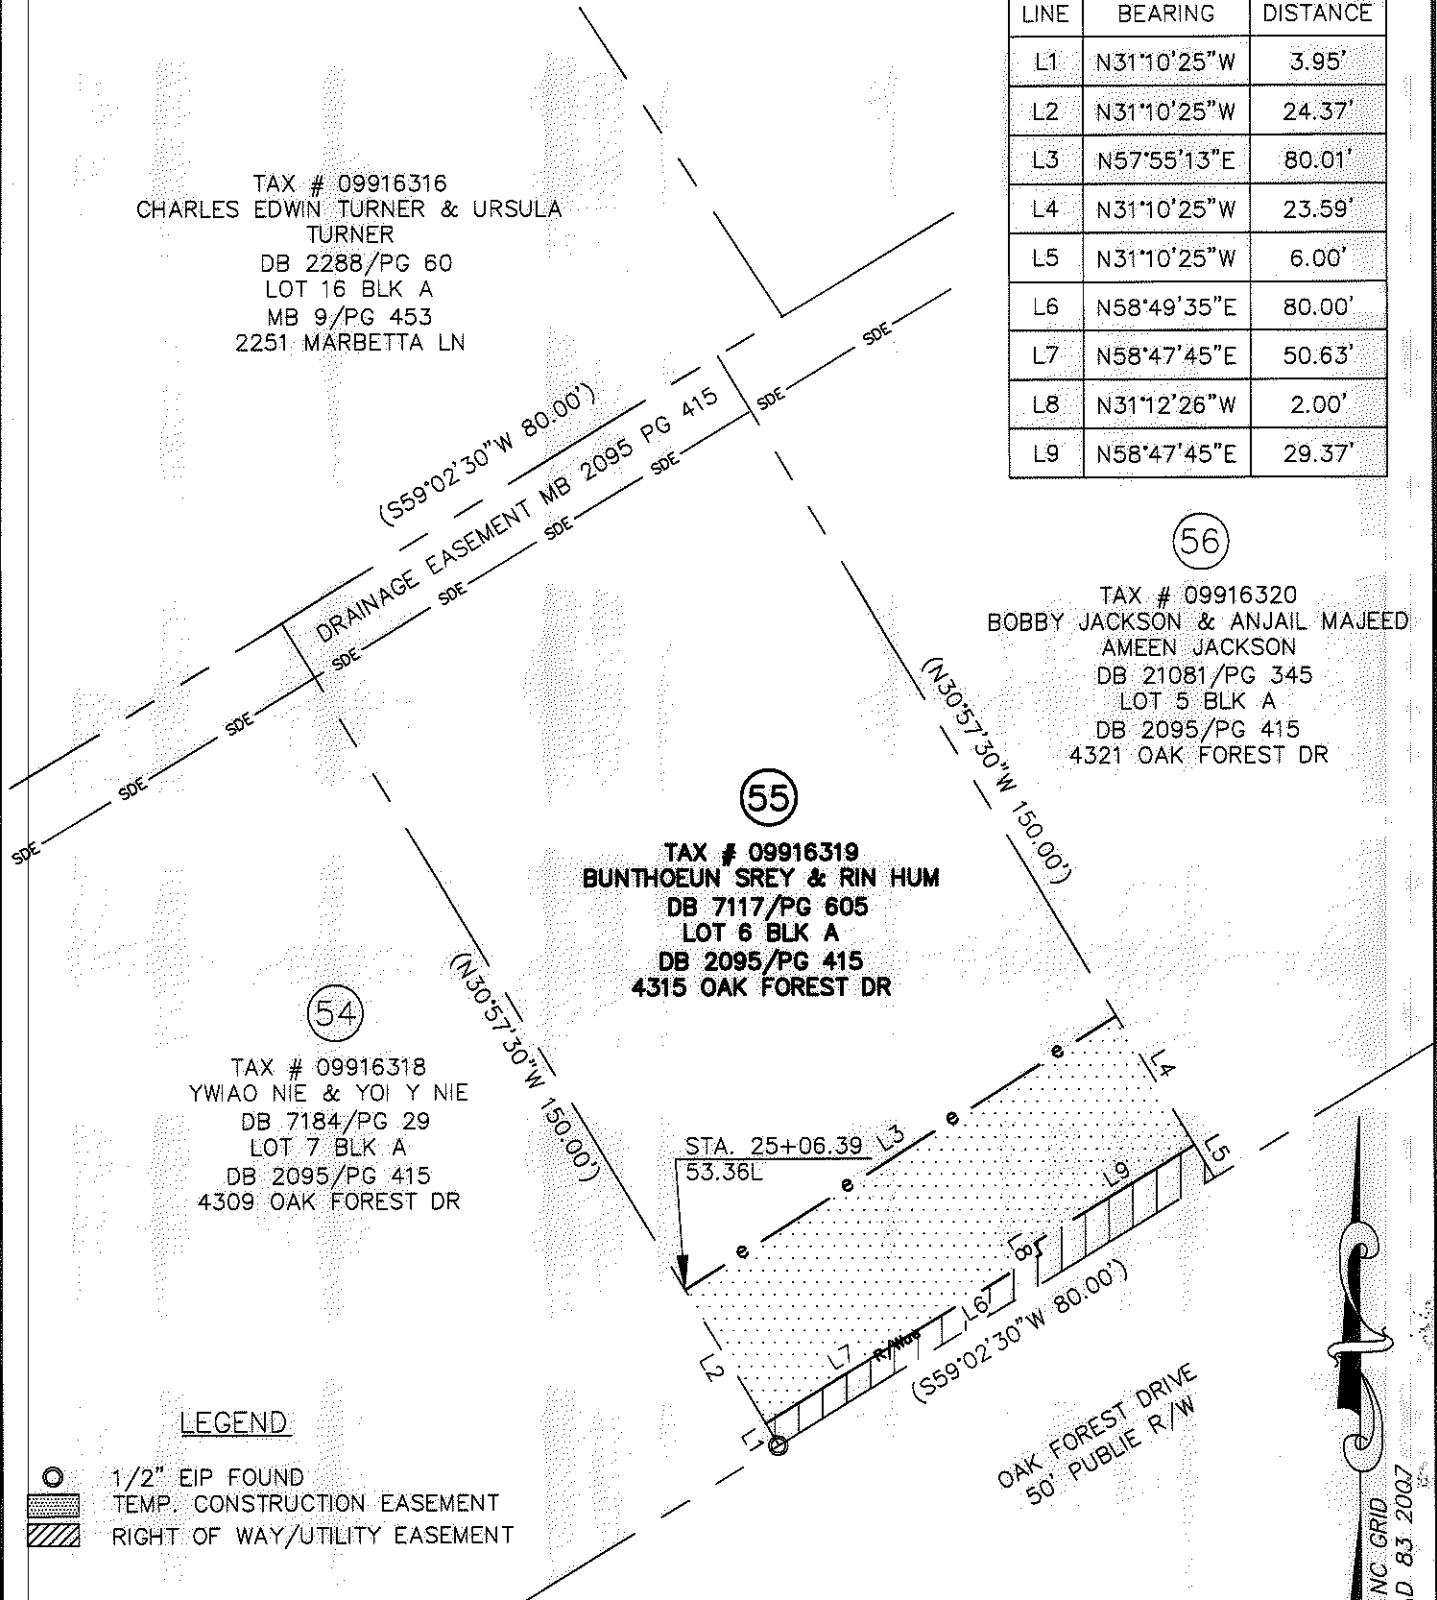 LINE BEARING DISTANCE
L1 N31°10'25"W 3.95'
L2 N31°10'25"W 24.37'
L3 N57°55'13"E 80.01'
L4 N31°10'25"W 23.59'
L5 N31°10'25"W 6.00'
L6 N58°49'35"E 80.00'
L7 N58°47'45"E 50.63'
L8 N31°12'26"W 2.00'
L9 N58°47'45"E 29.37'
TAX # 09916316
CHARLES EDWIN TURNER & URSULA
TURNER
DB 2288/PG 60
LOT 16 BLK A
MB 9/PG 453
2251 MARBETTA LN
(S59°02'30"W 80.00')
DRAINAGE EASEMENT MB 2095 PG 415
SDE
SDE
SDE
SDE
SDE
SDE
SDE
SDE
SDE
56
TAX # 09916320
BOBBY JACKSON & ANJAIL MAJEED
AMEEN JACKSON
DB 21081/PG 345
LOT 5 BLK A
DB 2095/PG 415
4321 OAK FOREST DR
(N30°57'30"W 150.00')
55
TAX # 09916319
BUNTHOEUN SREY & RIN HUM
DB 7117/PG 605
LOT 6 BLK A
DB 2095/PG 415
4315 OAK FOREST DR
(N30°57'30"W 150.00')
54
TAX # 09916318
YWIAO NIE & YOI Y NIE
DB 7184/PG 29
LOT 7 BLK A
DB 2095/PG 415
4309 OAK FOREST DR
STA. 25+06.39
53.36L
e
e
e
e
L3
L4
L5
L9
L8
L6
L7
L2
L1
(S59°02'30"W 80.00')
OAK FOREST DRIVE
50' PUBLIE R/W
LEGEND
1/2" EIP FOUND
TEMP. CONSTRUCTION EASEMENT
RIGHT OF WAY/UTILITY EASEMENT
NC GRID
D 83 2007